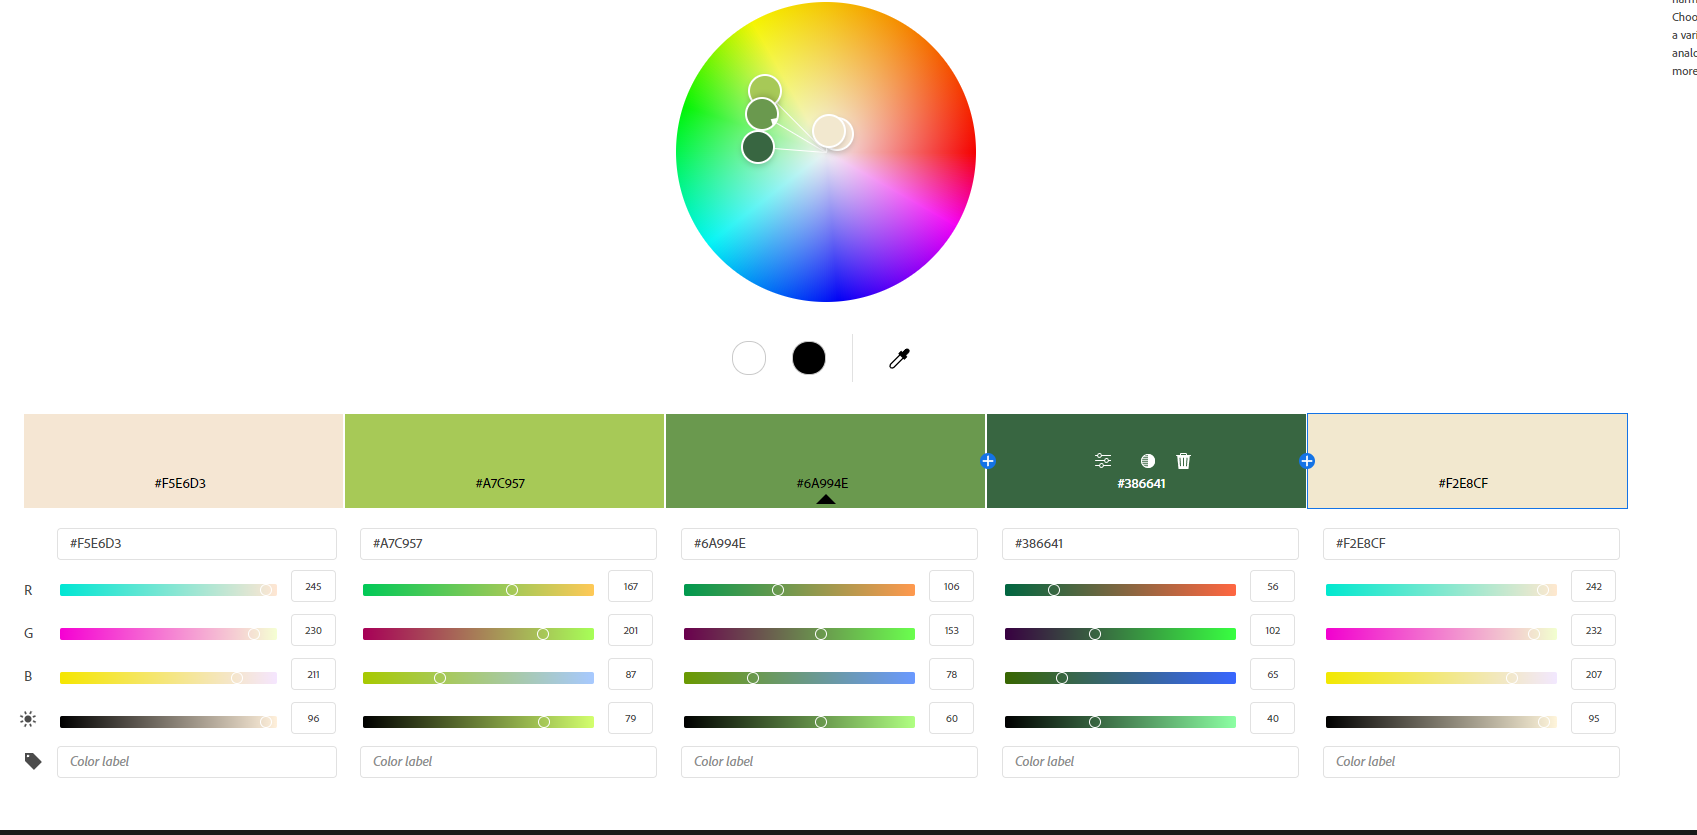 Choo
a vari
analo
more
#F5E6D3
#A7C957
#6A994E
#386641
#F2E8CF
#F5E6D3
#A7C957
#6A994E
#386641
#F2E8CF
R
245
167
106
56
242
G
230
201
153
102
232
B
211
87
78
65
207
96
79
60
40
95
Color label
Color label
Color label
Color label
Color label